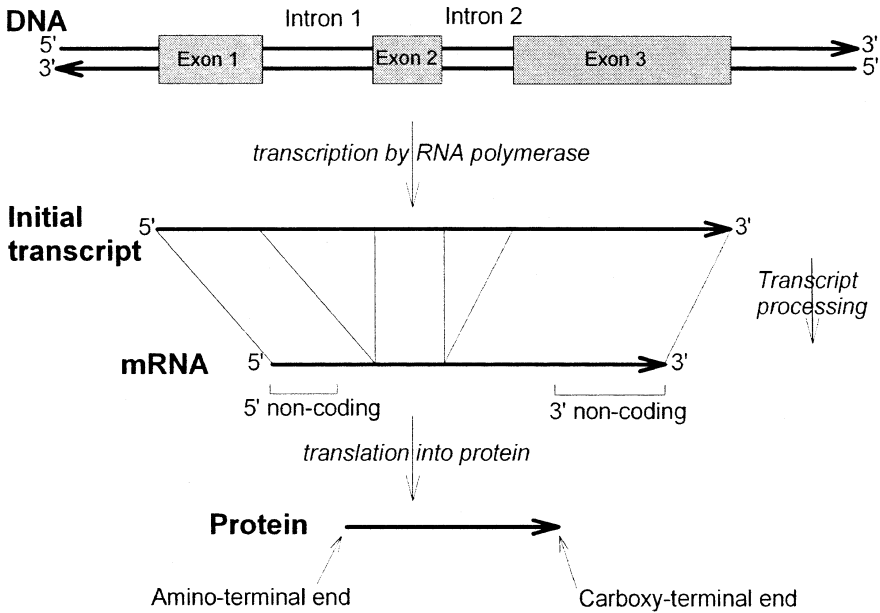 DNA
Intron 1
Intron 2
5'
3'
3'
5'
Exon 1
Exon 2
Exon 3
transcription by RNA polymerase
Initial
transcript
5'
3'
Transcript
processing
mRNA
5'
3'
5' non-coding
3' non-coding
translation into protein
Protein
Amino-terminal end
Carboxy-terminal end